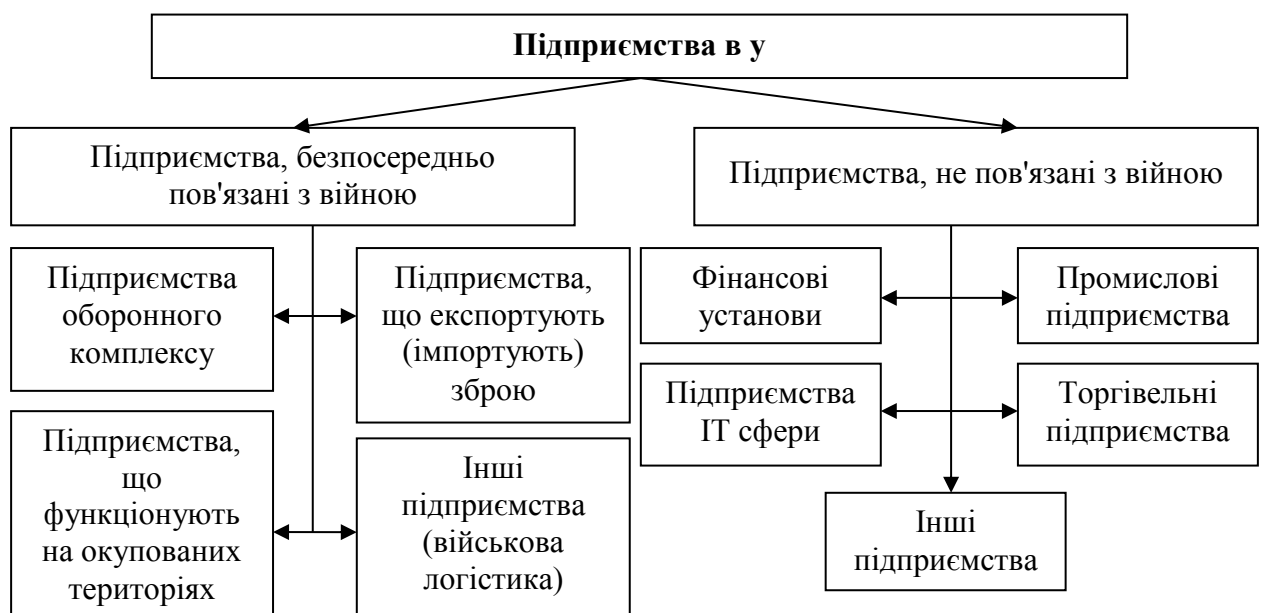 Підприємства в у
Підприємства, безпосередньо
пов'язані з війною
Підприємства, не пов'язані з війною
Підприємства
оборонного
комплексу
Підприємства,
що експортують
(імпортують)
зброю
Фінансові
установи
Промислові
підприємства
Підприємства
ІТ сфери
Торгівельні
підприємства
Підприємства,
що
функціонують
на окупованих
територіях
Інші
підприємства
(військова
логістика)
Інші
підприємства